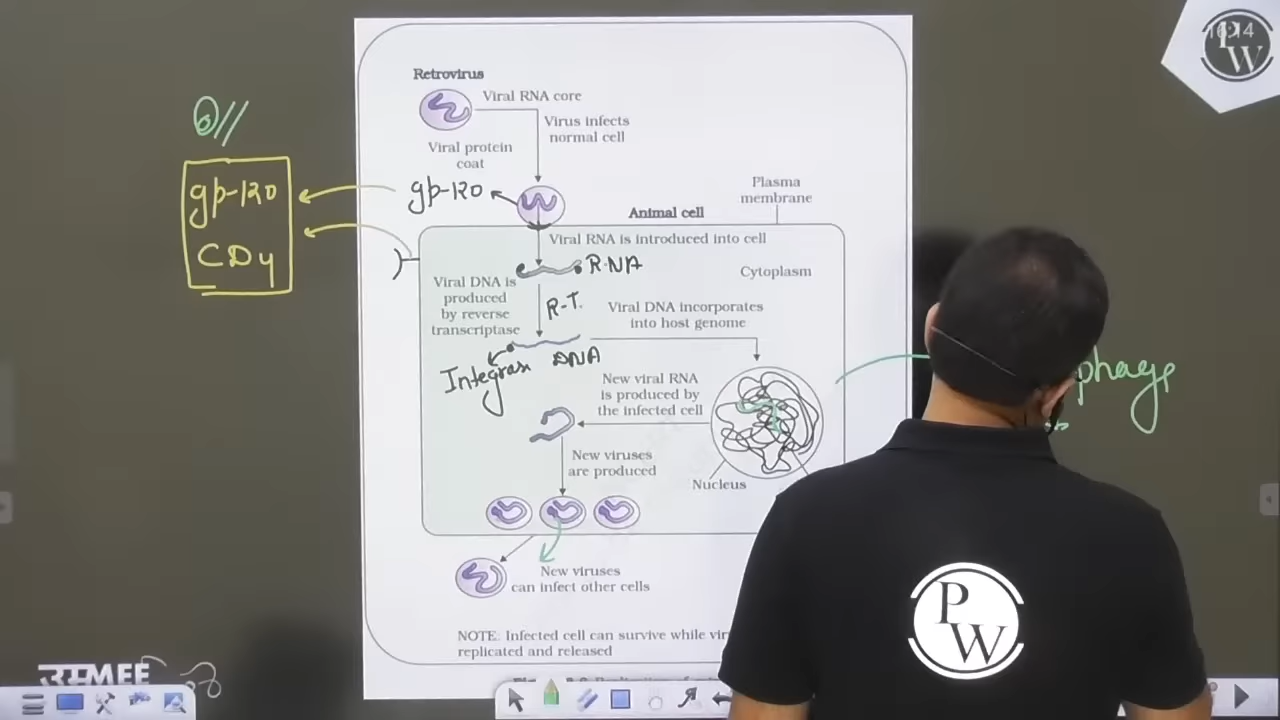 16:14
P
W
Retrovirus
Viral RNA core
Virus infects
normal cell
Viral protein
coat
gp-120
gp-120
CD4
Plasma
membrane
Animal cell
Viral RNA is introduced into cell
RNA
Cytoplasm
Viral DNA is
produced
by reverse
transcriptase
R-T.
Viral DNA incorporates
into host genome
DNA
New viral RNA
is produced by
the infected cell
New viruses
are produced
Nucleus
New viruses
can infect other cells
NOTE: Infected cell can survive while
replicated and released
phage
P
W